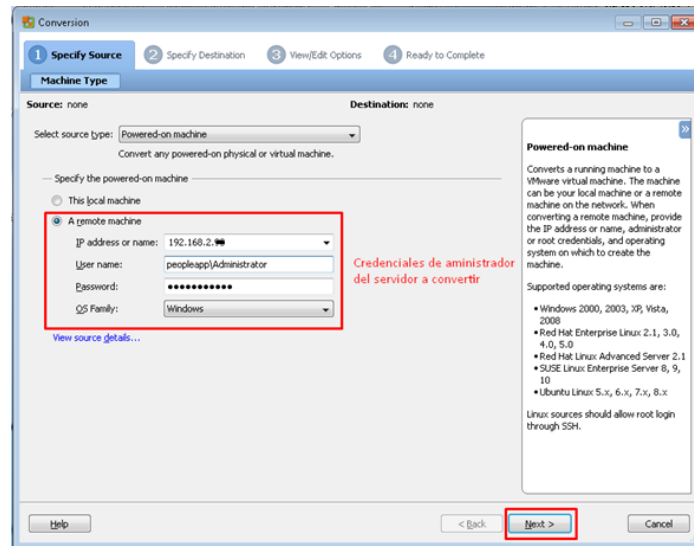 Conversion
1 Specify Source 2 Specify Destination 3 View/Edit Options 4 Ready to Complete
Machine Type
Source: none Destination: none
Select source type: Powered-on machine
Convert any powered-on physical or virtual machine.
Specify the powered-on machine
This local machine
A remote machine
IP address or name: 192.168.2.
User name: peopleapp\Administrator
Password: ●●●●●●●●●●●
OS Family: Windows
View source details...
Credenciales de aministrador
del servidor a convertir
»
Powered-on machine
Converts a running machine to a
VMware virtual machine. The machine
can be your local machine or a remote
machine on the network. When
converting a remote machine, provide
the IP address or name, administrator
or root credentials, and operating
system on which to create the
machine.
Supported operating systems are:
• Windows 2000, 2003, XP, Vista,
2008
• Red Hat Enterprise Linux 2.1, 3.0,
4.0, 5.0
• Red Hat Linux Advanced Server 2.1
• SUSE Linux Enterprise Server 8, 9,
10
• Ubuntu Linux 5.x, 6.x, 7.x, 8.x
Linux sources should allow root login
through SSH.
Help < Back Next > Cancel